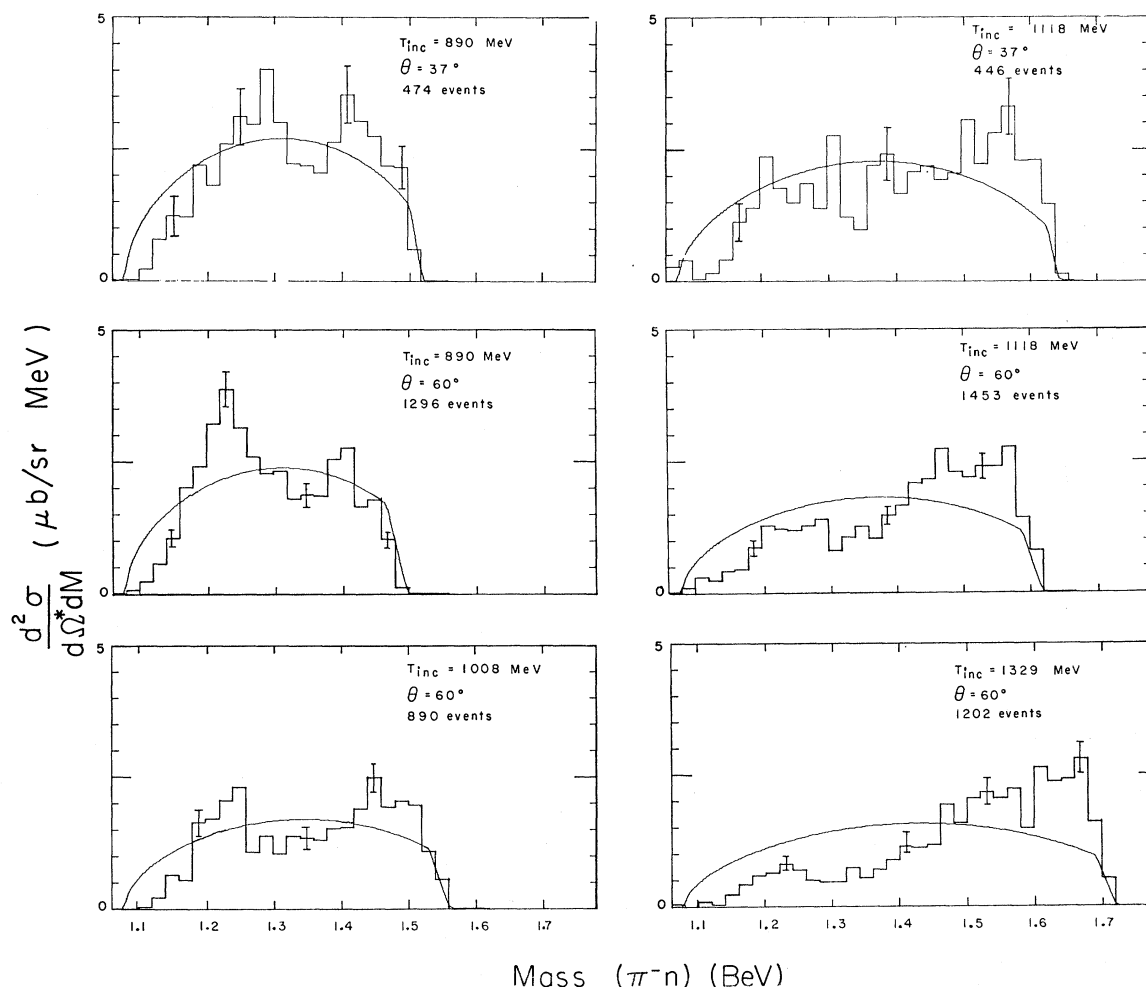 5
T_inc = 890 MeV
θ = 37°
474 events
0
T_inc = 1118 MeV
θ = 37°
446 events
5
T_inc = 890 MeV
θ = 60°
1296 events
0
5
T_inc = 1118 MeV
θ = 60°
1453 events
0
5
T_inc = 1008 MeV
θ = 60°
890 events
0
1.1 1.2 1.3 1.4 1.5 1.6 1.7
5
T_inc = 1329 MeV
θ = 60°
1202 events
0
1.1 1.2 1.3 1.4 1.5 1.6 1.7
d²σ
dΩ*dM (μb/sr MeV)
Mass (π⁻n) (BeV)